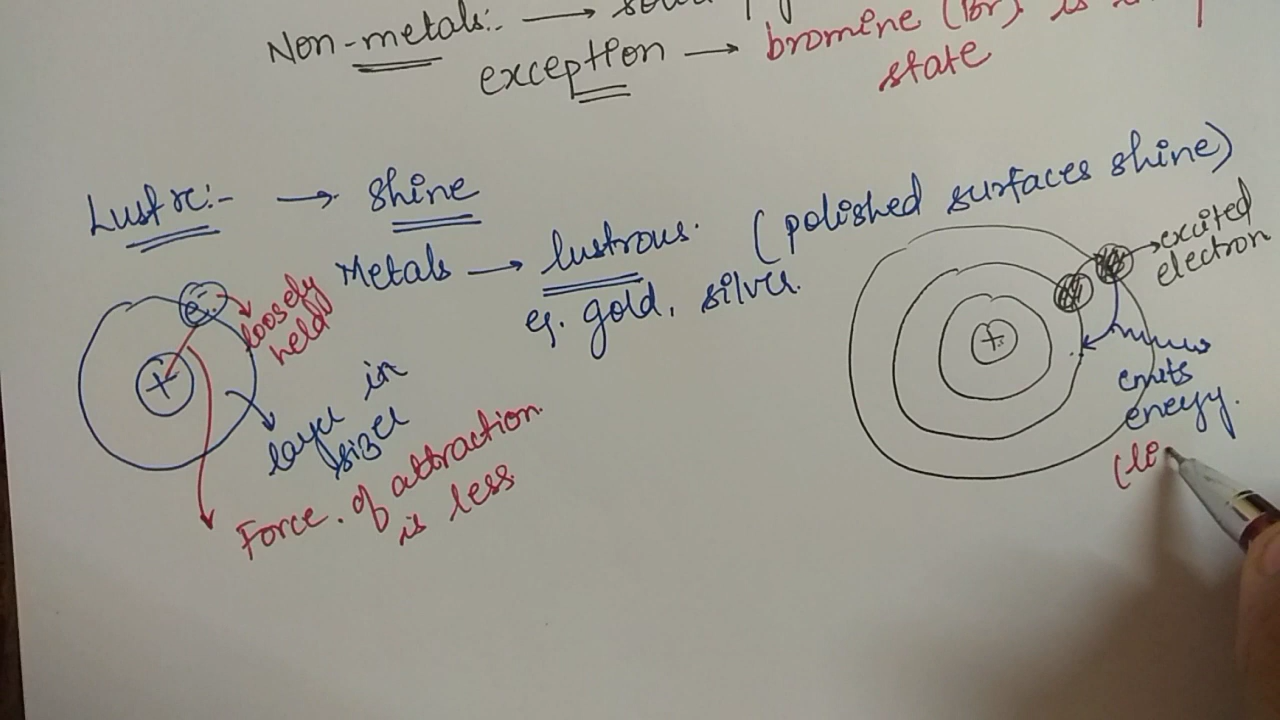 Non-metals:- →
exception → bromine (Br) is
state
Lustre:- → shine
Metals → lustrous. (polished surfaces shine)
eg. gold, silver.
e-
loosely
held
+
in
size
Force of attraction
is less
excited
electron
+
emits
energy.
(li